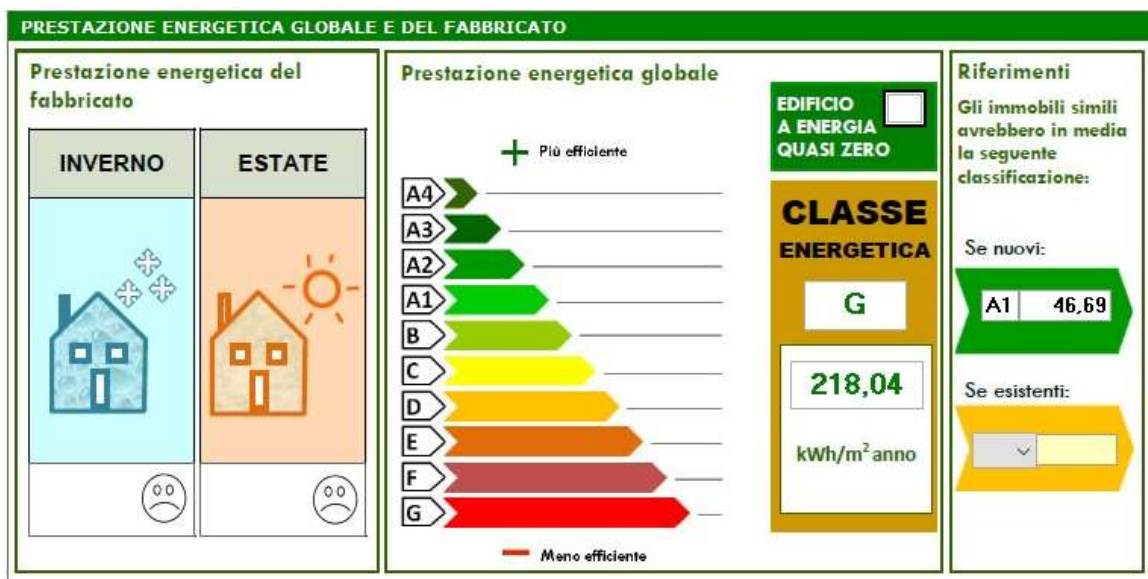 PRESTAZIONE ENERGETICA GLOBALE E DEL FABBRICATO
Prestazione energetica del
fabbricato
INVERNO
ESTATE
Prestazione energetica globale
Più efficiente
A4
A3
A2
A1
B
C
D
E
F
G
Meno efficiente
EDIFICIO
A ENERGIA
QUASI ZERO
CLASSE
ENERGETICA
G
218,04
kWh/m² anno
Riferimenti
Gli immobili simili
avrebbero in media
la seguente
classificazione:
Se nuovi:
A1 46,69
Se esistenti: